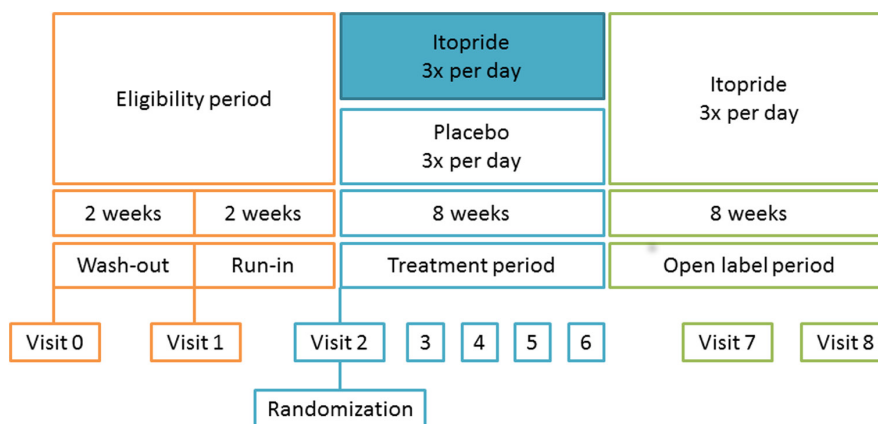 Eligibility period
Itopride
3x per day
Placebo
3x per day
Itopride
3x per day
2 weeks
2 weeks
8 weeks
8 weeks
Wash-out
Run-in
Treatment period
Open label period
Visit 0
Visit 1
Visit 2
3
4
5
6
Visit 7
Visit 8
Randomization